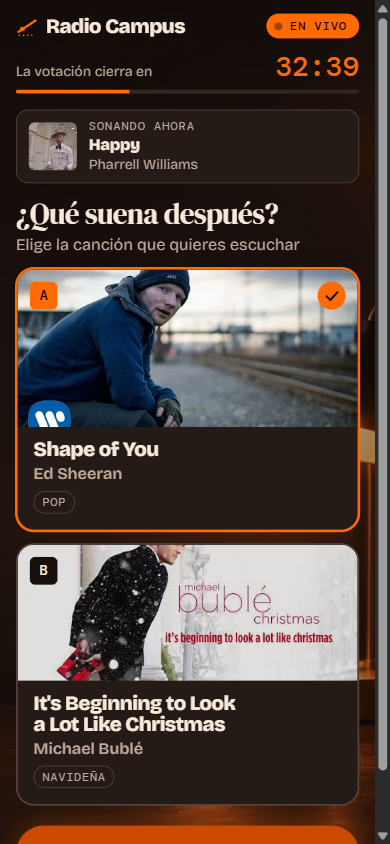 Radio Campus
EN VIVO
La votación cierra en
32:39
SONANDO AHORA
Happy
Pharrell Williams
¿Qué suena después?
Elige la canción que quieres escuchar
A
Shape of You
Ed Sheeran
POP
B
michael
bublé
christmas
it's beginning to look a lot like christmas
It's Beginning to Look
a Lot Like Christmas
Michael Bublé
NAVIDEÑA